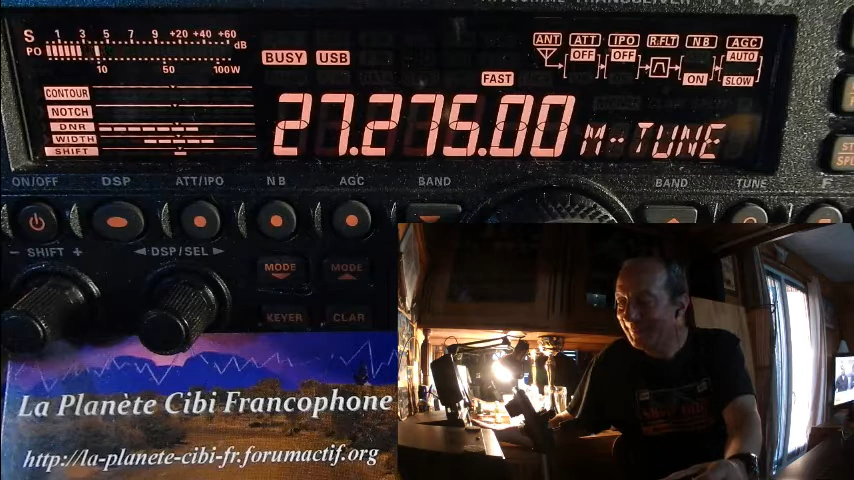 S 1 3 5 7 9 +20 +40 +60 dB
PO
10 50 100W
BUSY USB
ANT ATT IPO R.FLT NB AGC
OFF OFF AUTO
ON SLOW
FAST
CONTOUR
NOTCH
DNR
WIDTH
SHIFT
27.275.00 M-TUNE
ON/OFF DSP ATT/IPO NB AGC BAND BAND TUNE
− SHIFT + ◄DSP/SEL►
MODE MODE
KEYER CLAR
La Planète Cibi Francophone
http://la-planete-cibi-fr.forumactif.org